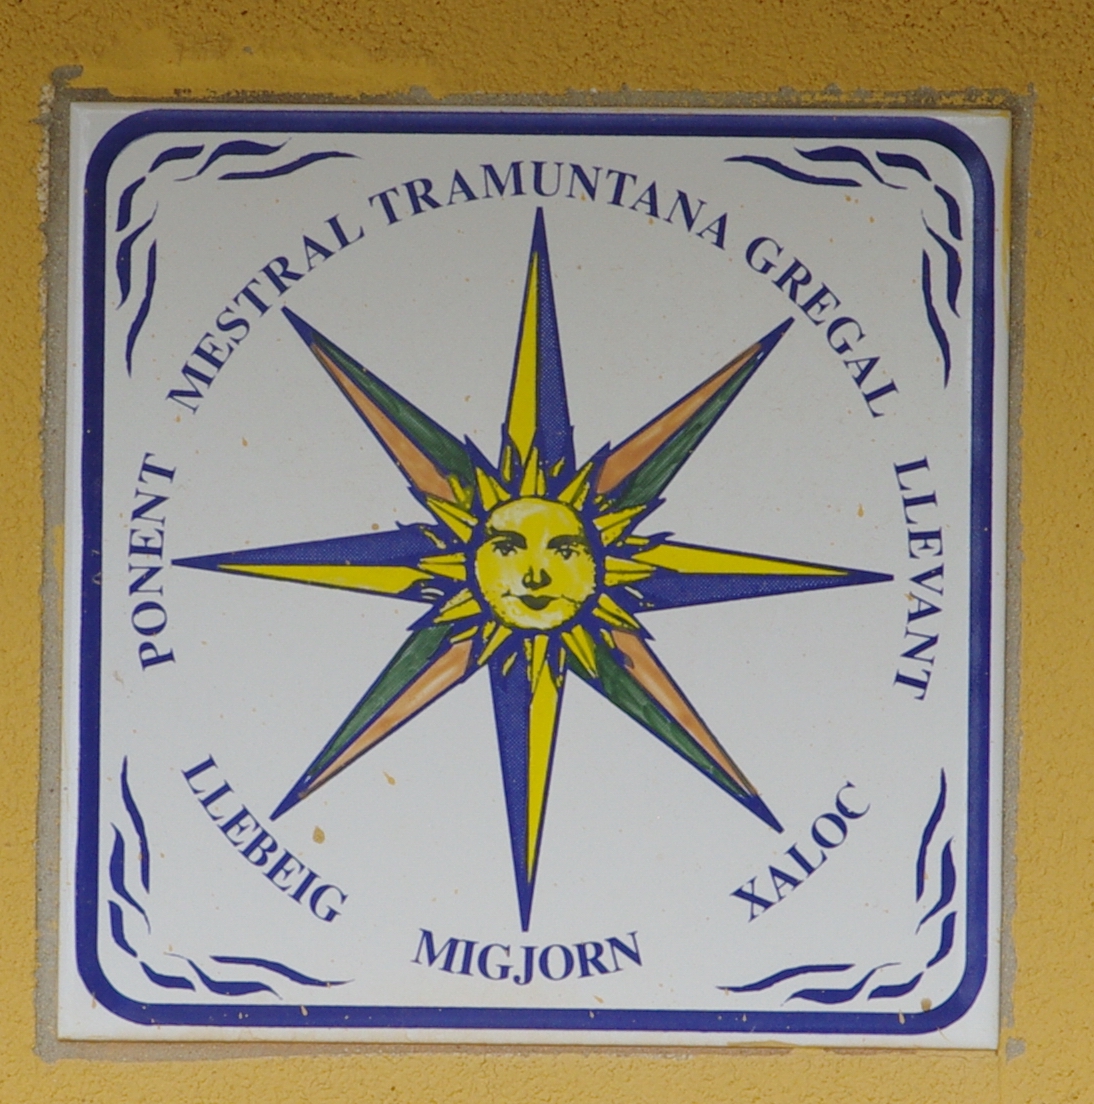 TRAMUNTANA
GREGAL
LLEVANT
XALOC
MIGJORN
LLEBEIG
PONENT
MESTRAL